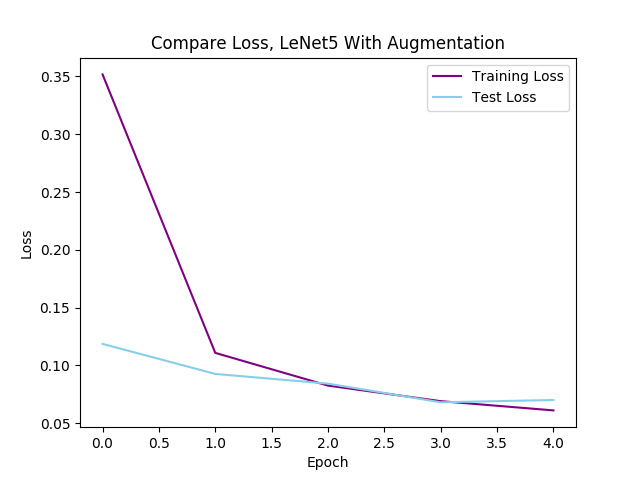 Compare Loss, LeNet5 With Augmentation
Training Loss
Test Loss
0.35
0.30
0.25
0.20
0.15
0.10
0.05
Loss
0.0 0.5 1.0 1.5 2.0 2.5 3.0 3.5 4.0
Epoch